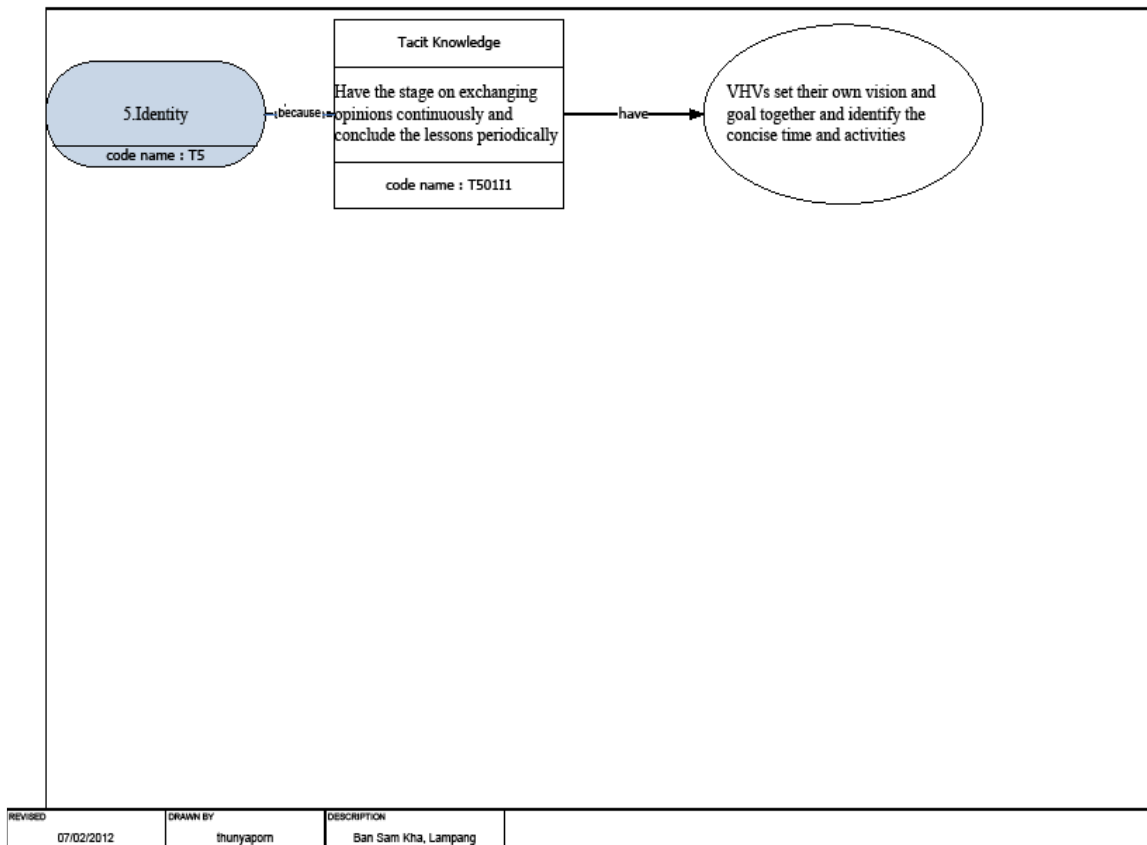 5.Identity
code name : T5
because
Tacit Knowledge
Have the stage on exchanging
opinions continuously and
conclude the lessons periodically
code name : T501I1
have
VHVs set their own vision and
goal together and identify the
concise time and activities
REVISED
07/02/2012
DRAWN BY
thunyaporn
DESCRIPTION
Ban Sam Kha, Lampang